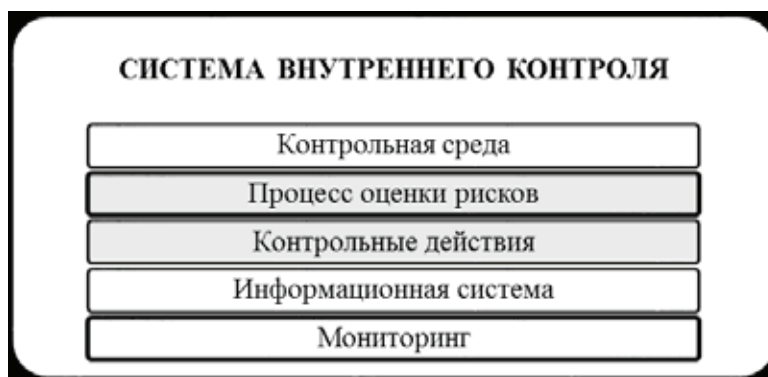 СИСТЕМА ВНУТРЕННЕГО КОНТРОЛЯ
Контрольная среда
Процесс оценки рисков
Контрольные действия
Информационная система
Мониторинг